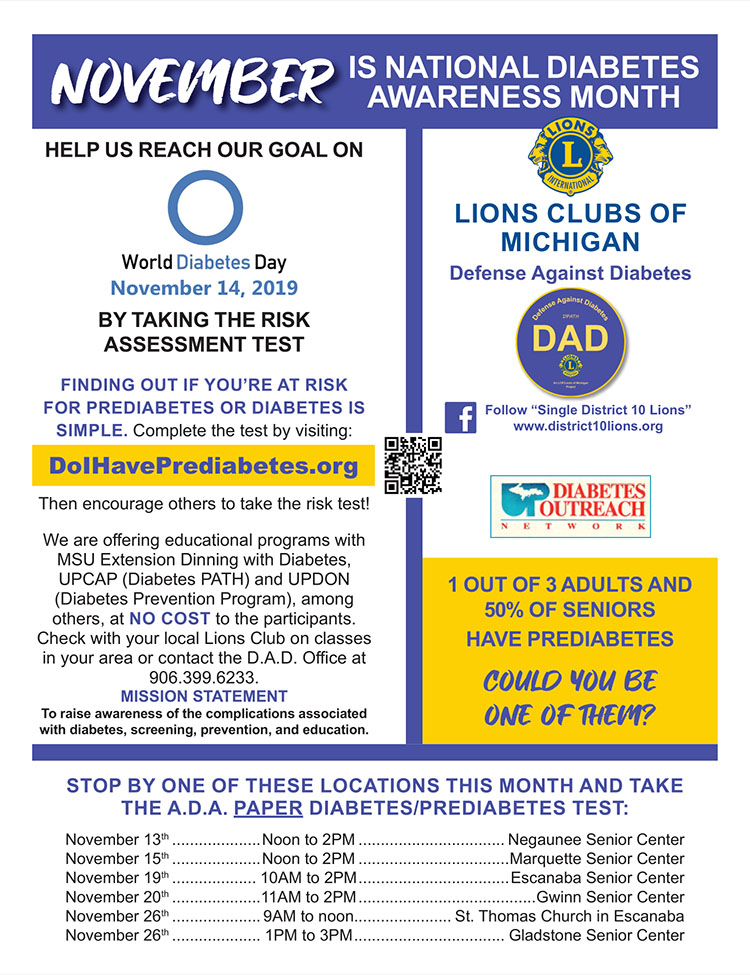 NOVEMBER IS NATIONAL DIABETES
AWARENESS MONTH
HELP US REACH OUR GOAL ON
World Diabetes Day
November 14, 2019
BY TAKING THE RISK
ASSESSMENT TEST
FINDING OUT IF YOU'RE AT RISK
FOR PREDIABETES OR DIABETES IS
SIMPLE. Complete the test by visiting:
DoIHavePrediabetes.org
Then encourage others to take the risk test!
We are offering educational programs with
MSU Extension Dinning with Diabetes,
UPCAP (Diabetes PATH) and UPDON
(Diabetes Prevention Program), among
others, at NO COST to the participants.
Check with your local Lions Club on classes
in your area or contact the D.A.D. Office at
906.399.6233.
MISSION STATEMENT
To raise awareness of the complications associated
with diabetes, screening, prevention, and education.
LIONS
L
INTERNATIONAL
LIONS CLUBS OF
MICHIGAN
Defense Against Diabetes
Defense Against Diabetes
DPATH
DAD
f Follow “Single District 10 Lions”
www.district10lions.org
UP DIABETES
OUTREACH
NETWORK
1 OUT OF 3 ADULTS AND
50% OF SENIORS
HAVE PREDIABETES
COULD YOU BE
ONE OF THEM?
STOP BY ONE OF THESE LOCATIONS THIS MONTH AND TAKE
THE A.D.A. PAPER DIABETES/PREDIABETES TEST:
November 13th ....................Noon to 2PM ................................. Negaunee Senior Center
November 15th ....................Noon to 2PM ..................................Marquette Senior Center
November 19th .................... 10AM to 2PM.................................. Escanaba Senior Center
November 20th ....................11AM to 2PM........................................Gwinn Senior Center
November 26th .................... 9AM to noon...................... St. Thomas Church in Escanaba
November 26th .................... 1PM to 3PM.................................. Gladstone Senior Center